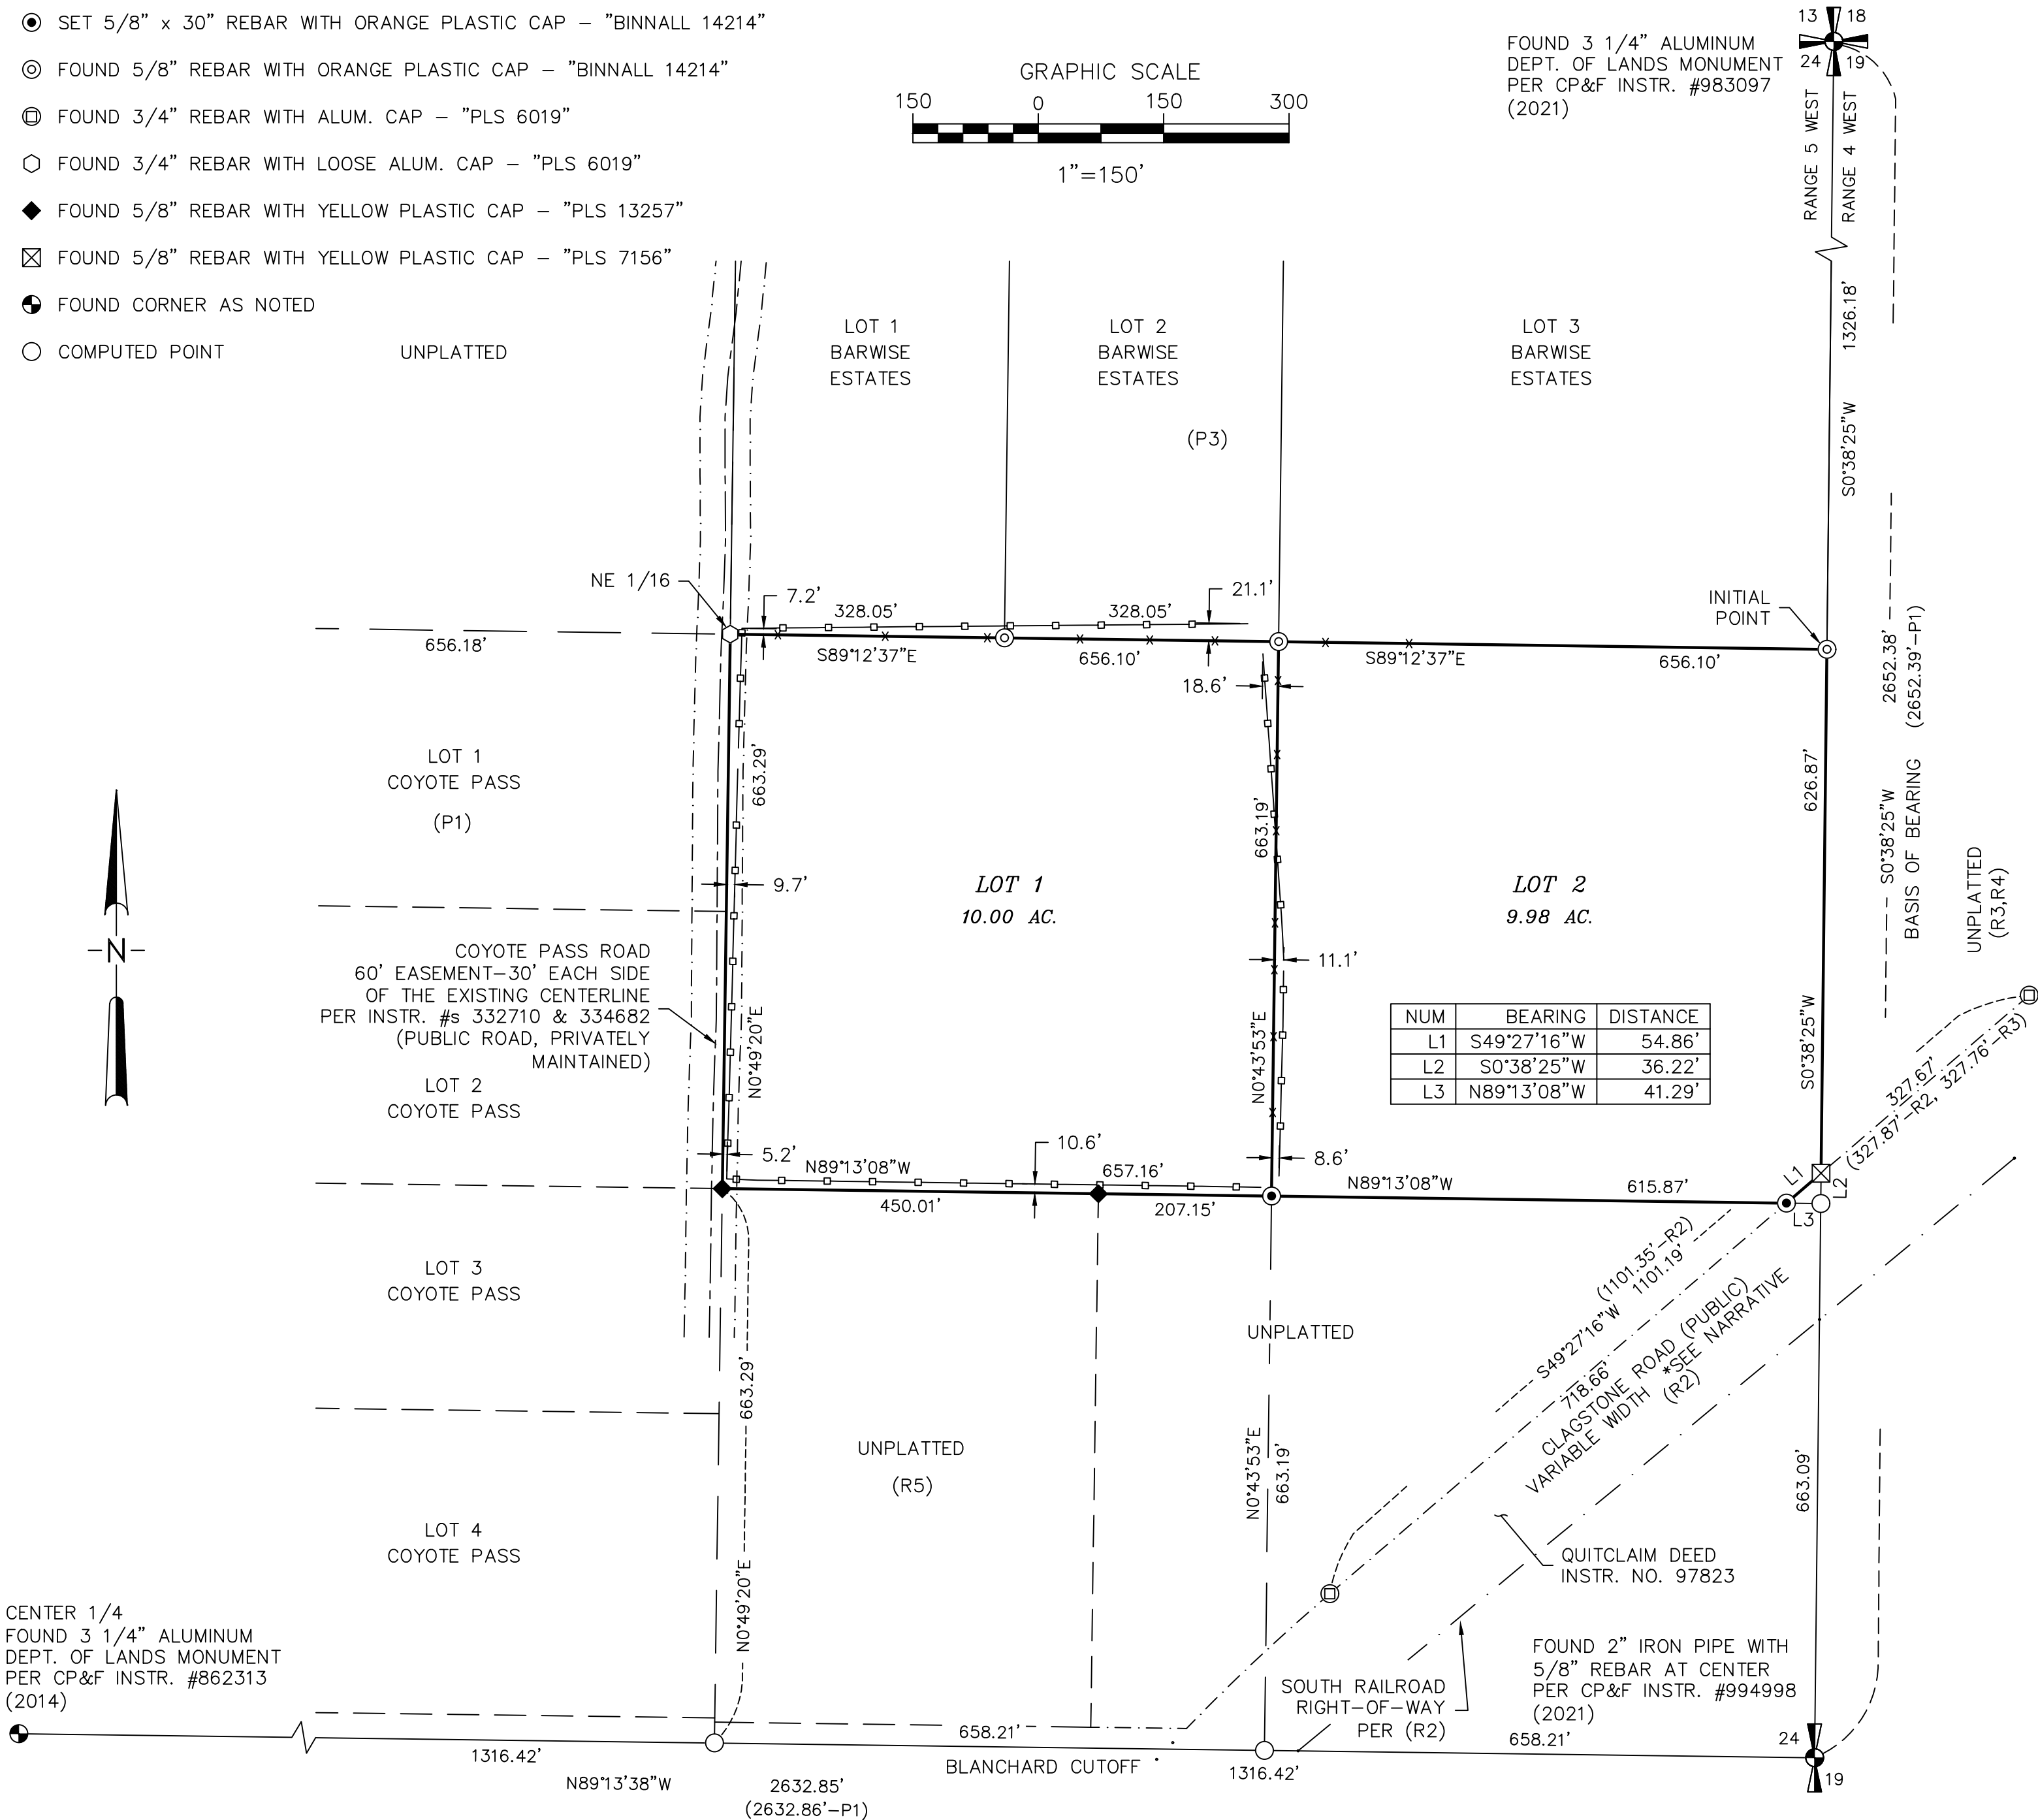 SET 5/8" x 30" REBAR WITH ORANGE PLASTIC CAP – "BINNALL 14214"
FOUND 5/8" REBAR WITH ORANGE PLASTIC CAP – "BINNALL 14214"
FOUND 3/4" REBAR WITH ALUM. CAP – "PLS 6019"
FOUND 3/4" REBAR WITH LOOSE ALUM. CAP – "PLS 6019"
FOUND 5/8" REBAR WITH YELLOW PLASTIC CAP – "PLS 13257"
FOUND 5/8" REBAR WITH YELLOW PLASTIC CAP – "PLS 7156"
FOUND CORNER AS NOTED
COMPUTED POINT
UNPLATTED
GRAPHIC SCALE
150 0 150 300
1"=150'
FOUND 3 1/4" ALUMINUM
DEPT. OF LANDS MONUMENT
PER CP&F INSTR. #983097
(2021)
13 18
24 19
RANGE 5 WEST
RANGE 4 WEST
1326.18'
S0°38'25"W
LOT 1
BARWISE
ESTATES
LOT 2
BARWISE
ESTATES
LOT 3
BARWISE
ESTATES
(P3)
NE 1/16
7.2'
328.05'
328.05'
21.1'
INITIAL
POINT
656.18'
S89°12'37"E
656.10'
S89°12'37"E
656.10'
18.6'
2652.38'
(2652.39'–P1)
S0°38'25"W
BASIS OF BEARING
UNPLATTED
(R3,R4)
LOT 1
COYOTE PASS
(P1)
663.29'
663.19'
626.87'
N
9.7'
LOT 1
10.00 AC.
LOT 2
9.98 AC.
COYOTE PASS ROAD
60' EASEMENT–30' EACH SIDE
OF THE EXISTING CENTERLINE
PER INSTR. #s 332710 & 334682
(PUBLIC ROAD, PRIVATELY
MAINTAINED)
11.1'
N0°49'20"E
N0°43'53"E
S0°38'25"W
NUM BEARING DISTANCE
L1 S49°27'16"W 54.86'
L2 S0°38'25"W 36.22'
L3 N89°13'08"W 41.29'
327.67'
(327.87'–R2, 327.76'–R3)
LOT 2
COYOTE PASS
5.2'
N89°13'08"W
10.6'
657.16'
8.6'
N89°13'08"W
615.87'
L1
L2
L3
450.01'
207.15'
LOT 3
COYOTE PASS
UNPLATTED
(1101.35'–R2)
S49°27'16"W 1101.19'
718.66'
CLAGSTONE ROAD (PUBLIC)
VARIABLE WIDTH *SEE NARRATIVE
(R2)
663.29'
N0°49'20"E
UNPLATTED
(R5)
N0°43'53"E
663.19'
663.09'
LOT 4
COYOTE PASS
QUITCLAIM DEED
INSTR. NO. 97823
CENTER 1/4
FOUND 3 1/4" ALUMINUM
DEPT. OF LANDS MONUMENT
PER CP&F INSTR. #862313
(2014)
SOUTH RAILROAD
RIGHT–OF–WAY
PER (R2)
FOUND 2" IRON PIPE WITH
5/8" REBAR AT CENTER
PER CP&F INSTR. #994998
(2021)
658.21'
658.21'
24
19
1316.42'
BLANCHARD CUTOFF
1316.42'
N89°13'38"W
2632.85'
(2632.86'–P1)